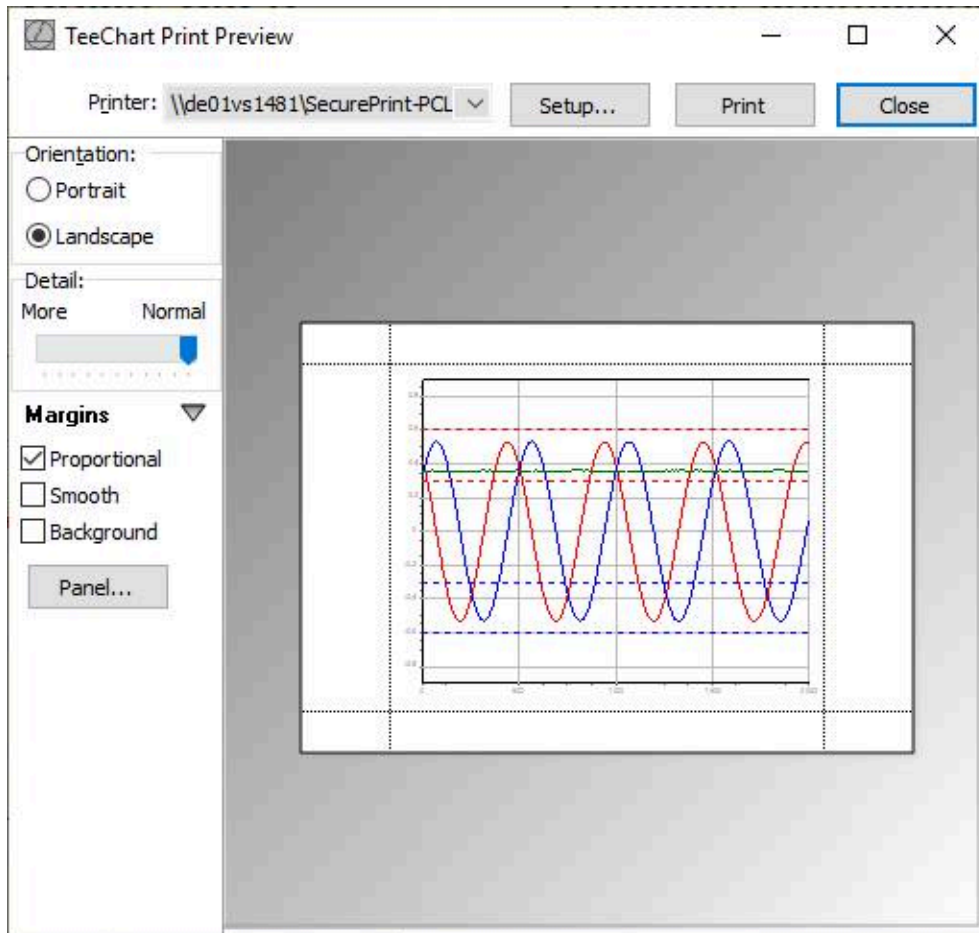 TeeChart Print Preview
Printer: \\de01vs1481\SecurePrint-PCL
Setup...
Print
Close
Orientation:
Portrait
Landscape
Detail:
More Normal
Margins
Proportional
Smooth
Background
Panel...